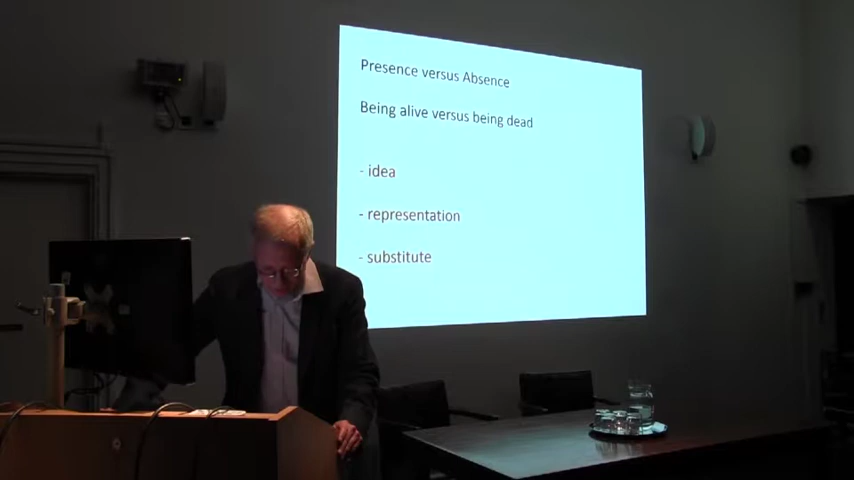 Presence versus Absence
Being alive versus being dead
- idea
- representation
- substitute